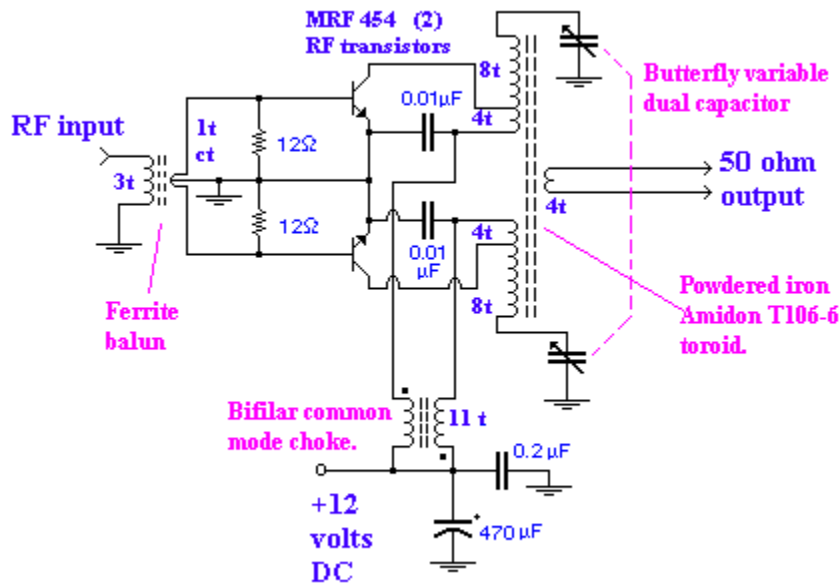 MRF 454 (2)
RF transistors
8t
Butterfly variable
dual capacitor
0.01µF
RF input
1t
ct
4t
12Ω
3t
50 ohm
output
4t
12Ω
4t
0.01
µF
8t
Ferrite
balun
Powdered iron
Amidon T106-6
toroid.
Bifilar common
mode choke.
11 t
0.2 µF
+12
volts
DC
+
470 µF